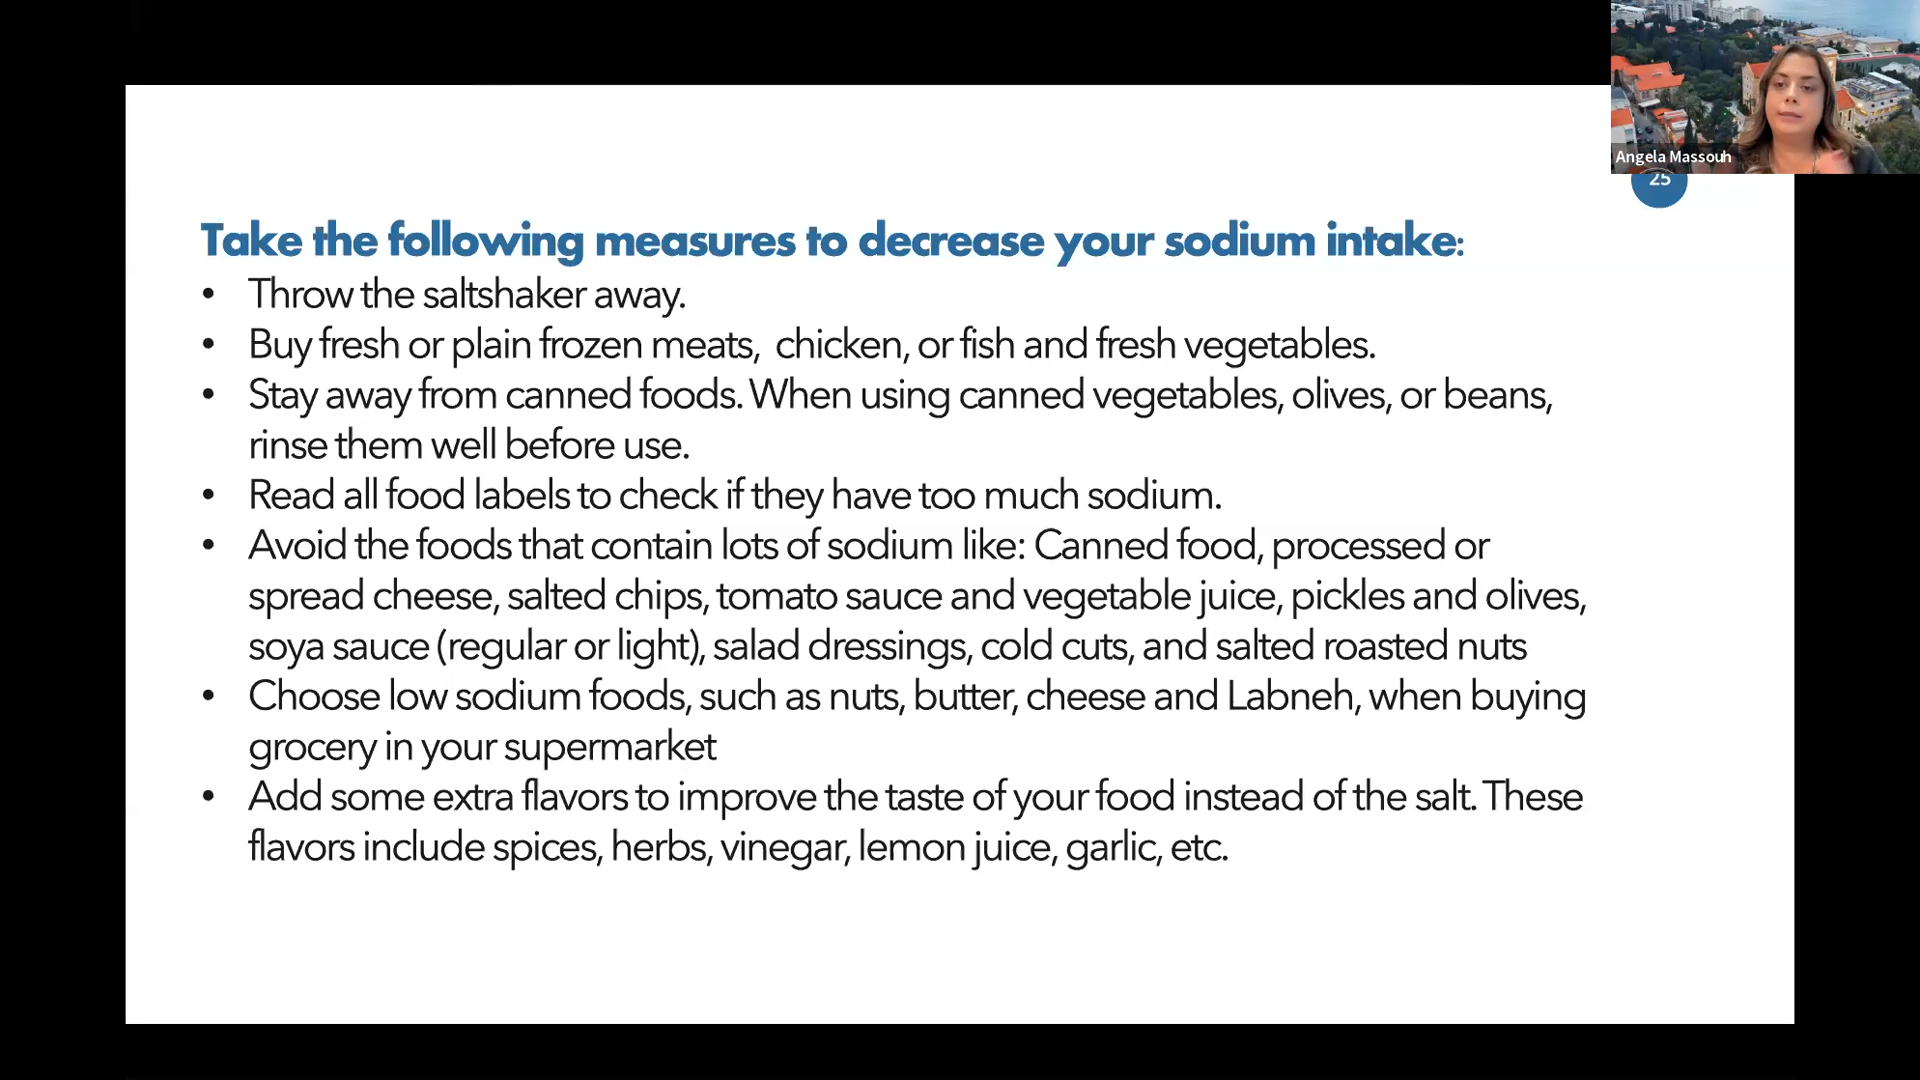 Angela Massouh
25
Take the following measures to decrease your sodium intake:
• Throw the saltshaker away.
• Buy fresh or plain frozen meats,  chicken, or fish and fresh vegetables.
• Stay away from canned foods. When using canned vegetables, olives, or beans,
rinse them well before use.
• Read all food labels to check if they have too much sodium.
• Avoid the foods that contain lots of sodium like: Canned food, processed or
spread cheese, salted chips, tomato sauce and vegetable juice, pickles and olives,
soya sauce (regular or light), salad dressings, cold cuts, and salted roasted nuts
• Choose low sodium foods, such as nuts, butter, cheese and Labneh, when buying
grocery in your supermarket
• Add some extra flavors to improve the taste of your food instead of the salt. These
flavors include spices, herbs, vinegar, lemon juice, garlic, etc.